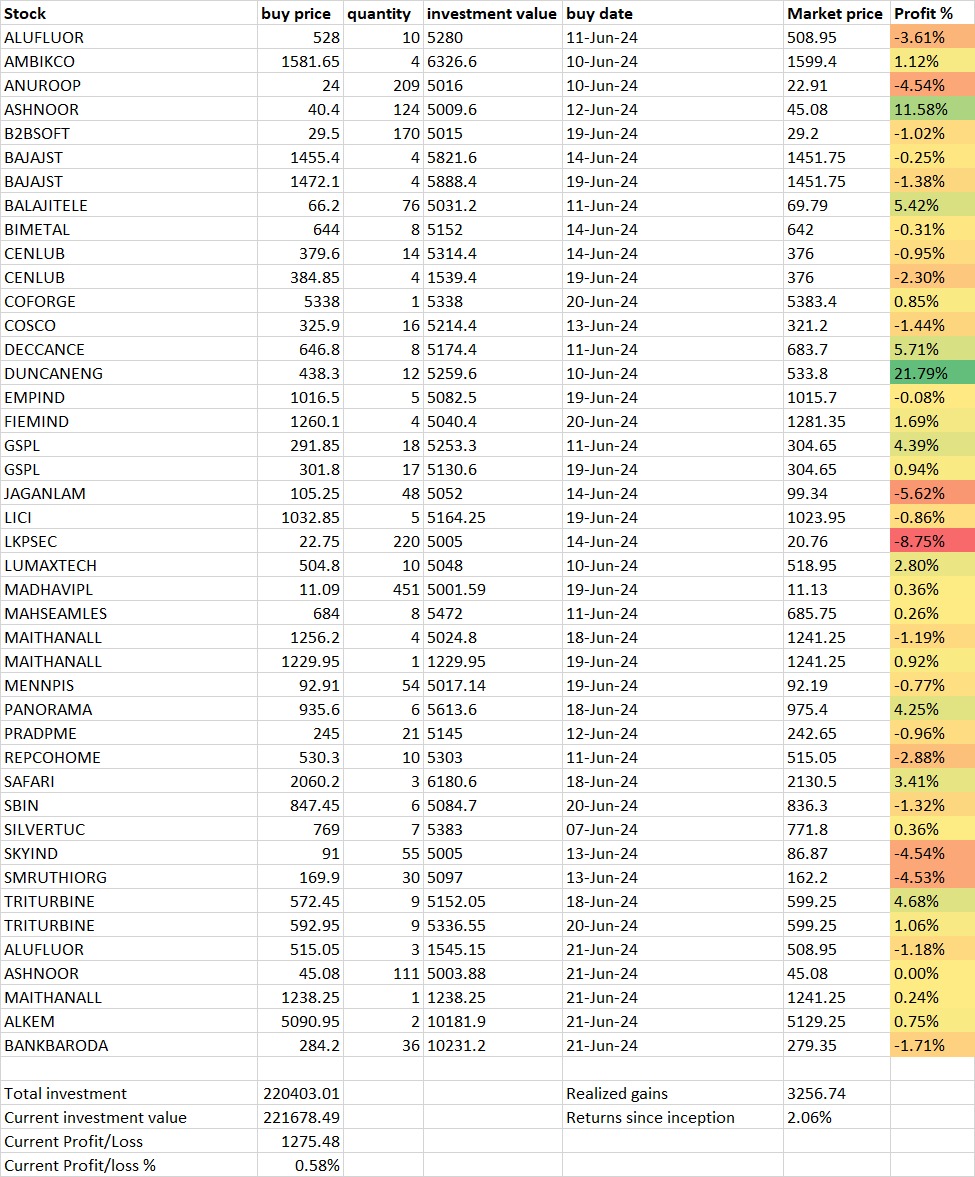 Stock buy price quantity investment value buy date Market price Profit %
ALUFLUOR 528 10 5280 11-Jun-24 508.95 -3.61%
AMBIKCO 1581.65 4 6326.6 10-Jun-24 1599.4 1.12%
ANUROOP 24 209 5016 10-Jun-24 22.91 -4.54%
ASHNOOR 40.4 124 5009.6 12-Jun-24 45.08 11.58%
B2BSOFT 29.5 170 5015 19-Jun-24 29.2 -1.02%
BAJAJST 1455.4 4 5821.6 14-Jun-24 1451.75 -0.25%
BAJAJST 1472.1 4 5888.4 19-Jun-24 1451.75 -1.38%
BALAJITELE 66.2 76 5031.2 11-Jun-24 69.79 5.42%
BIMETAL 644 8 5152 14-Jun-24 642 -0.31%
CENLUB 379.6 14 5314.4 14-Jun-24 376 -0.95%
CENLUB 384.85 4 1539.4 19-Jun-24 376 -2.30%
COFORGE 5338 1 5338 20-Jun-24 5383.4 0.85%
COSCO 325.9 16 5214.4 13-Jun-24 321.2 -1.44%
DECCANCE 646.8 8 5174.4 11-Jun-24 683.7 5.71%
DUNCANENG 438.3 12 5259.6 10-Jun-24 533.8 21.79%
EMPIND 1016.5 5 5082.5 19-Jun-24 1015.7 -0.08%
FIEMIND 1260.1 4 5040.4 20-Jun-24 1281.35 1.69%
GSPL 291.85 18 5253.3 11-Jun-24 304.65 4.39%
GSPL 301.8 17 5130.6 19-Jun-24 304.65 0.94%
JAGANLAM 105.25 48 5052 14-Jun-24 99.34 -5.62%
LICI 1032.85 5 5164.25 19-Jun-24 1023.95 -0.86%
LKPSEC 22.75 220 5005 14-Jun-24 20.76 -8.75%
LUMAXTECH 504.8 10 5048 10-Jun-24 518.95 2.80%
MADHAVIPL 11.09 451 5001.59 19-Jun-24 11.13 0.36%
MAHSEAMLES 684 8 5472 11-Jun-24 685.75 0.26%
MAITHANALL 1256.2 4 5024.8 18-Jun-24 1241.25 -1.19%
MAITHANALL 1229.95 1 1229.95 19-Jun-24 1241.25 0.92%
MENNPIS 92.91 54 5017.14 19-Jun-24 92.19 -0.77%
PANORAMA 935.6 6 5613.6 18-Jun-24 975.4 4.25%
PRADPME 245 21 5145 12-Jun-24 242.65 -0.96%
REPCOHOME 530.3 10 5303 11-Jun-24 515.05 -2.88%
SAFARI 2060.2 3 6180.6 18-Jun-24 2130.5 3.41%
SBIN 847.45 6 5084.7 20-Jun-24 836.3 -1.32%
SILVERTUC 769 7 5383 07-Jun-24 771.8 0.36%
SKYIND 91 55 5005 13-Jun-24 86.87 -4.54%
SMRUTHIORG 169.9 30 5097 13-Jun-24 162.2 -4.53%
TRITURBINE 572.45 9 5152.05 18-Jun-24 599.25 4.68%
TRITURBINE 592.95 9 5336.55 20-Jun-24 599.25 1.06%
ALUFLUOR 515.05 3 1545.15 21-Jun-24 508.95 -1.18%
ASHNOOR 45.08 111 5003.88 21-Jun-24 45.08 0.00%
MAITHANALL 1238.25 1 1238.25 21-Jun-24 1241.25 0.24%
ALKEM 5090.95 2 10181.9 21-Jun-24 5129.25 0.75%
BANKBARODA 284.2 36 10231.2 21-Jun-24 279.35 -1.71%
Total investment 220403.01 Realized gains 3256.74
Current investment value 221678.49 Returns since inception 2.06%
Current Profit/Loss 1275.48
Current Profit/loss % 0.58%